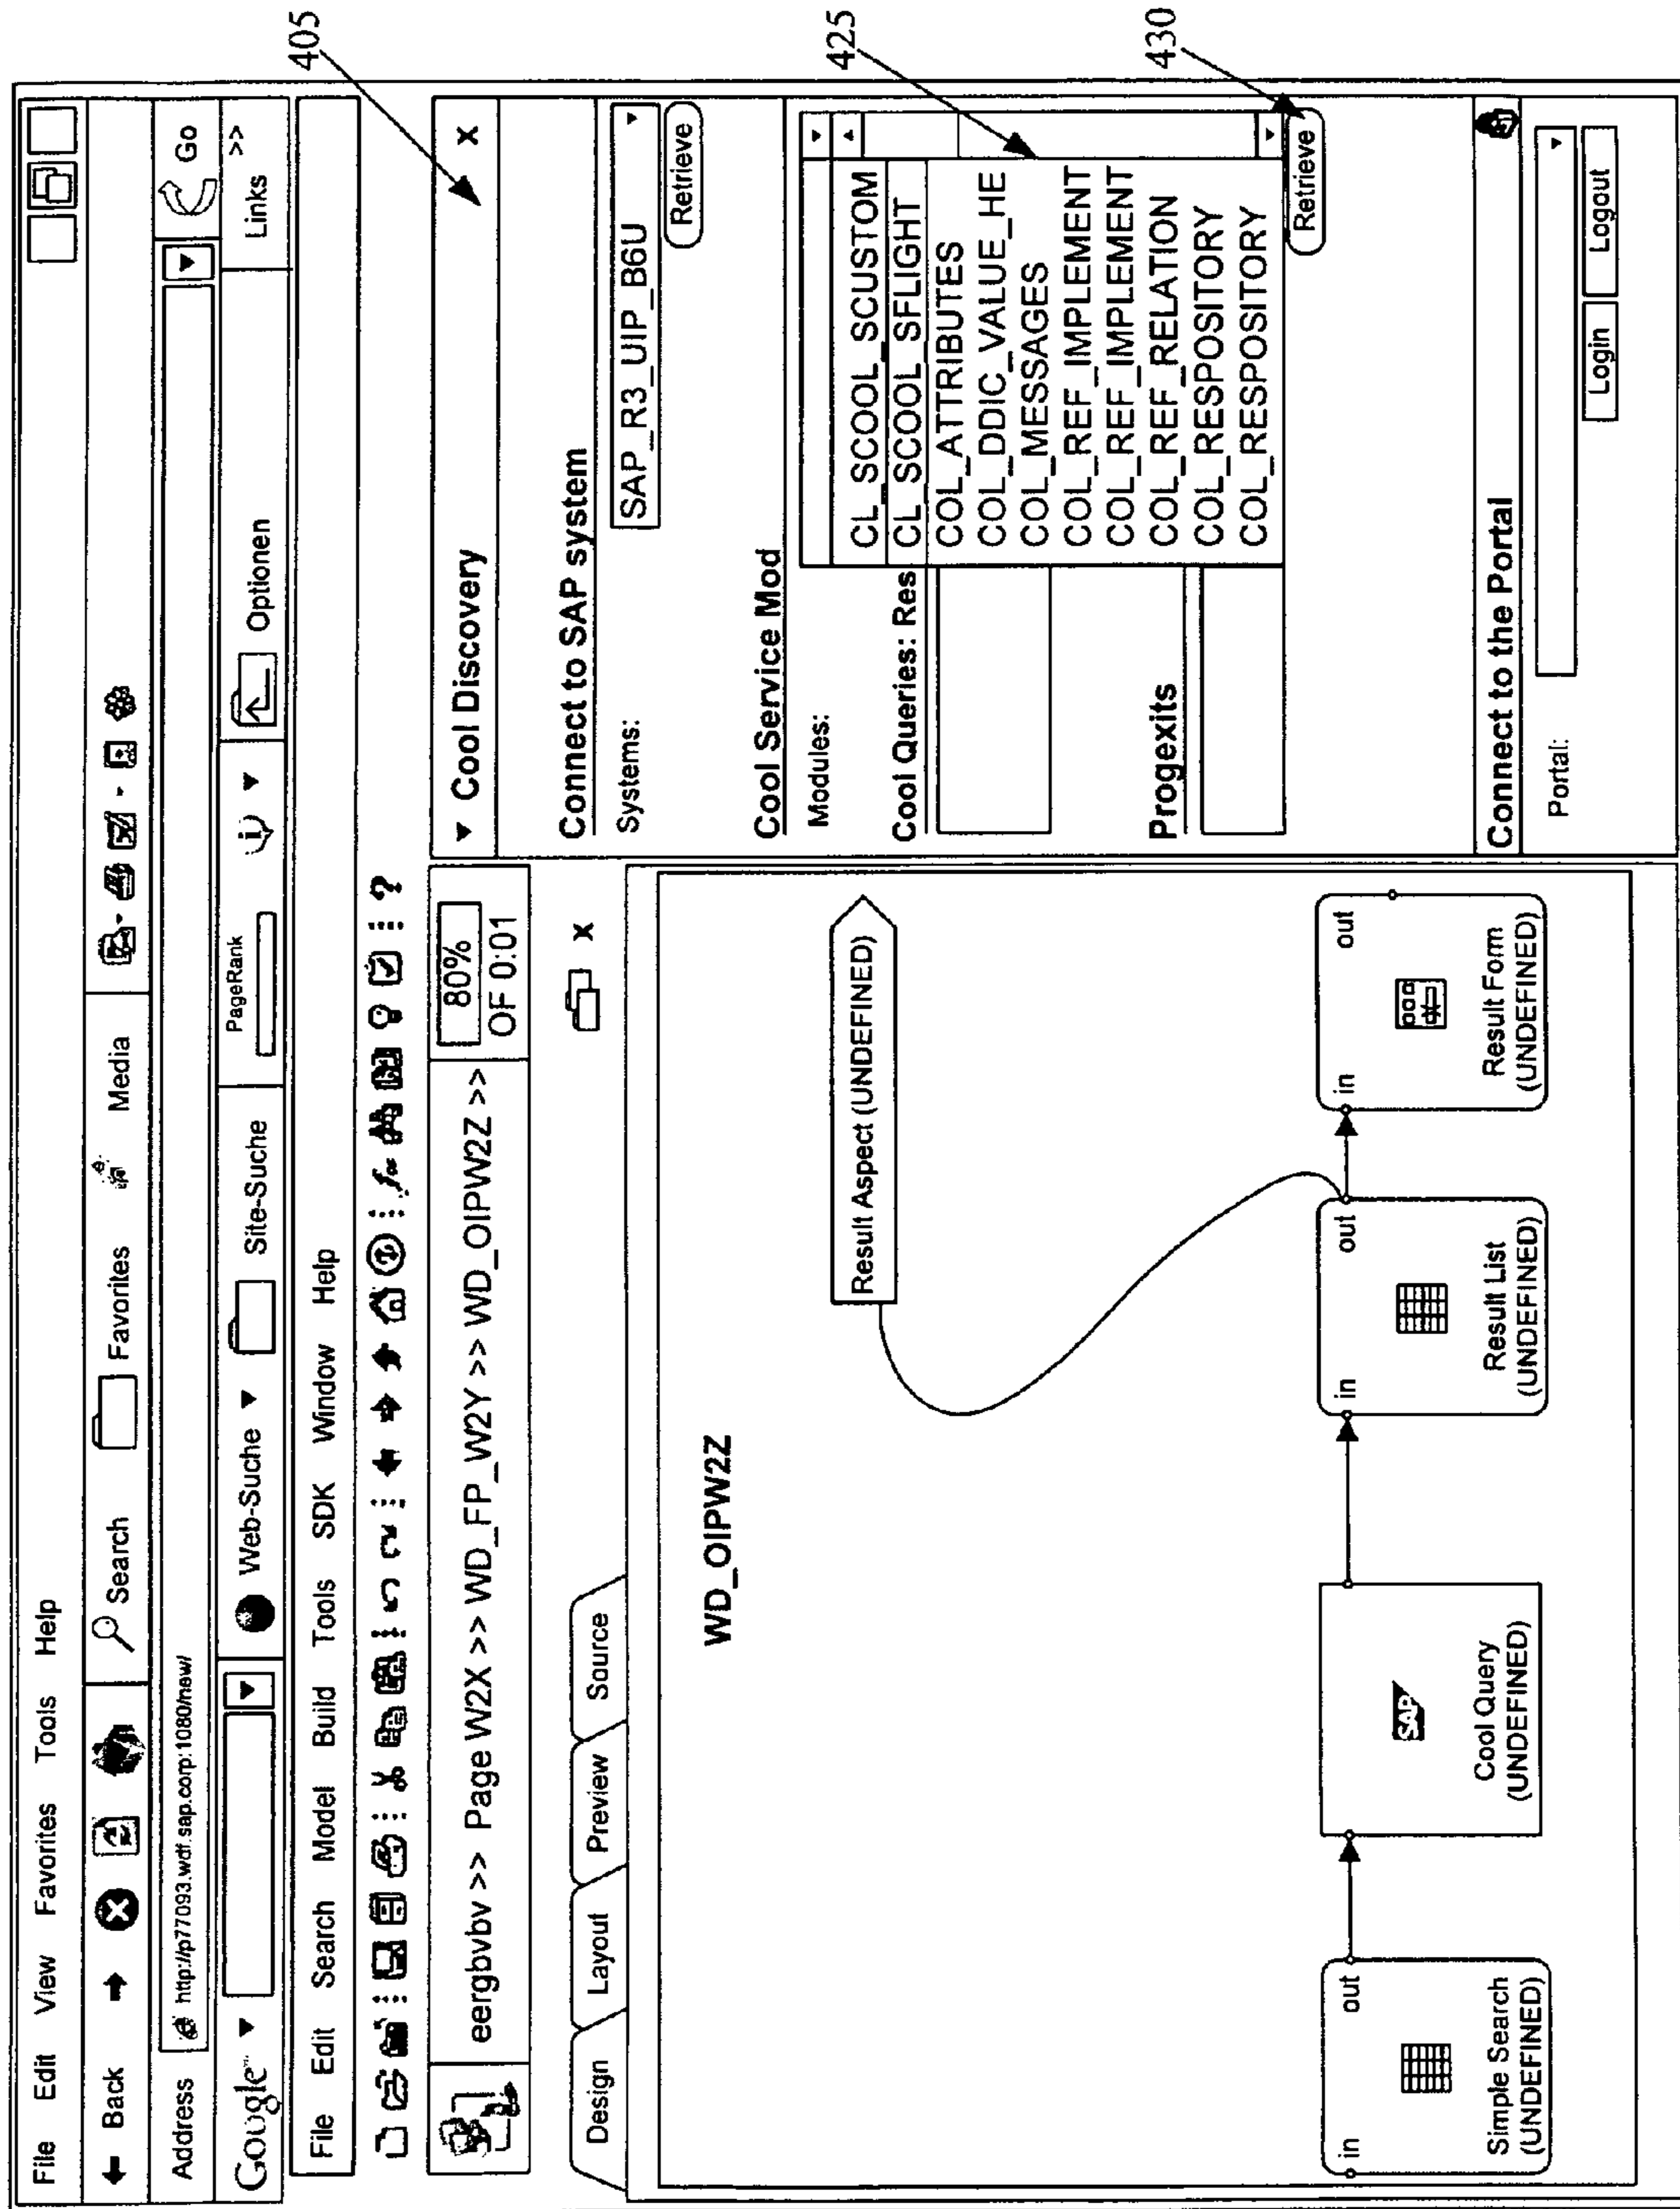 File Edit View Favorites Tools Help
Back Search Favorites Media
Address http://p77093.wdf.sap.corp:1080/new/ Go
Google™ Web-Suche Site-Suche PageRank Optionen Links >>
File Edit Search Model Build Tools SDK Window Help
eergbvbv >> Page W2X >> WD_FP_W2Y >> WD_OIPW2Z >>
80%
OF 0:01
Design Layout Preview Source
WD_OIPW2Z
Result Aspect (UNDEFINED)
in out
Simple Search
(UNDEFINED)
SAP
Cool Query
(UNDEFINED)
in out
Result List
(UNDEFINED)
in out
Result Form
(UNDEFINED)
Cool Discovery x
Connect to SAP system
Systems: SAP_R3_UIP_B6U
Retrieve
Cool Service Mod
Modules:
CL_SCOOL_SCUSTOM
CL_SCOOL_SFLIGHT
COL_ATTRIBUTES
COL_DDIC_VALUE_HE
COL_MESSAGES
COL_REF_IMPLEMENT
COL_REF_IMPLEMENT
COL_REF_RELATION
COL_RESPOSITORY
COL_RESPOSITORY
Cool Queries: Res
Progexits
Retrieve
Connect to the Portal
Portal:
Login Logout
405
425
430